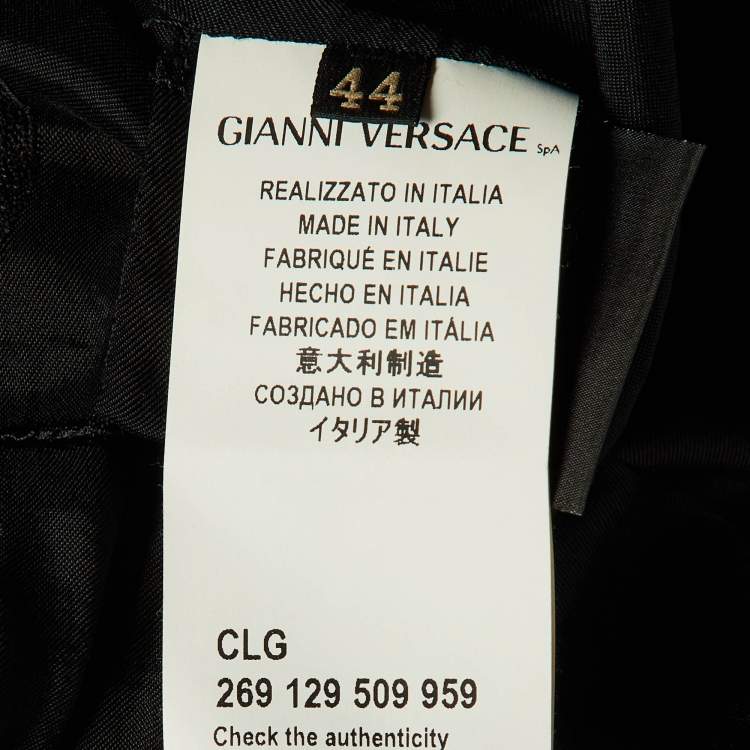 44
GIANNI VERSACE SpA
REALIZZATO IN ITALIA
MADE IN ITALY
FABRIQUÉ EN ITALIE
HECHO EN ITALIA
FABRICADO EM ITÁLIA
意大利制造
СОЗДАНО В ИТАЛИИ
イタリア製
CLG
269 129 509 959
Check the authenticity